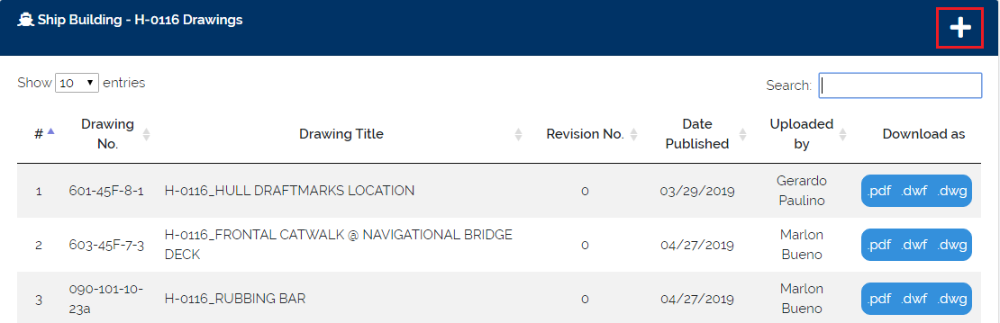 Ship Building - H-0116 Drawings
Show 10 entries
Search:
# Drawing No. Drawing Title Revision No. Date Published Uploaded by Download as
1 601-45F-8-1 H-0116_HULL DRAFTMARKS LOCATION 0 03/29/2019 Gerardo Paulino .pdf .dwf .dwg
2 603-45F-7-3 H-0116_FRONTAL CATWALK @ NAVIGATIONAL BRIDGE DECK 0 04/27/2019 Marlon Bueno .pdf .dwf .dwg
3 090-101-10-23a H-0116_RUBBING BAR 0 04/27/2019 Marlon Bueno .pdf .dwf .dwg